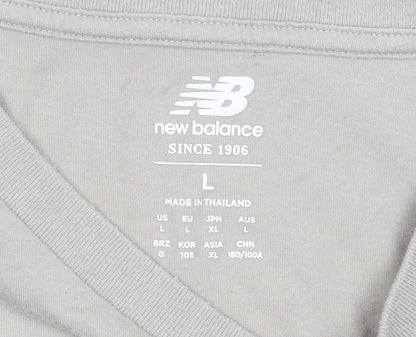 NB
new balance
SINCE 1906
L
MADE IN THAILAND
US EU JPN AUS
L L XL L
BRZ KOR ASIA CHN
G 105 XL 180/100A